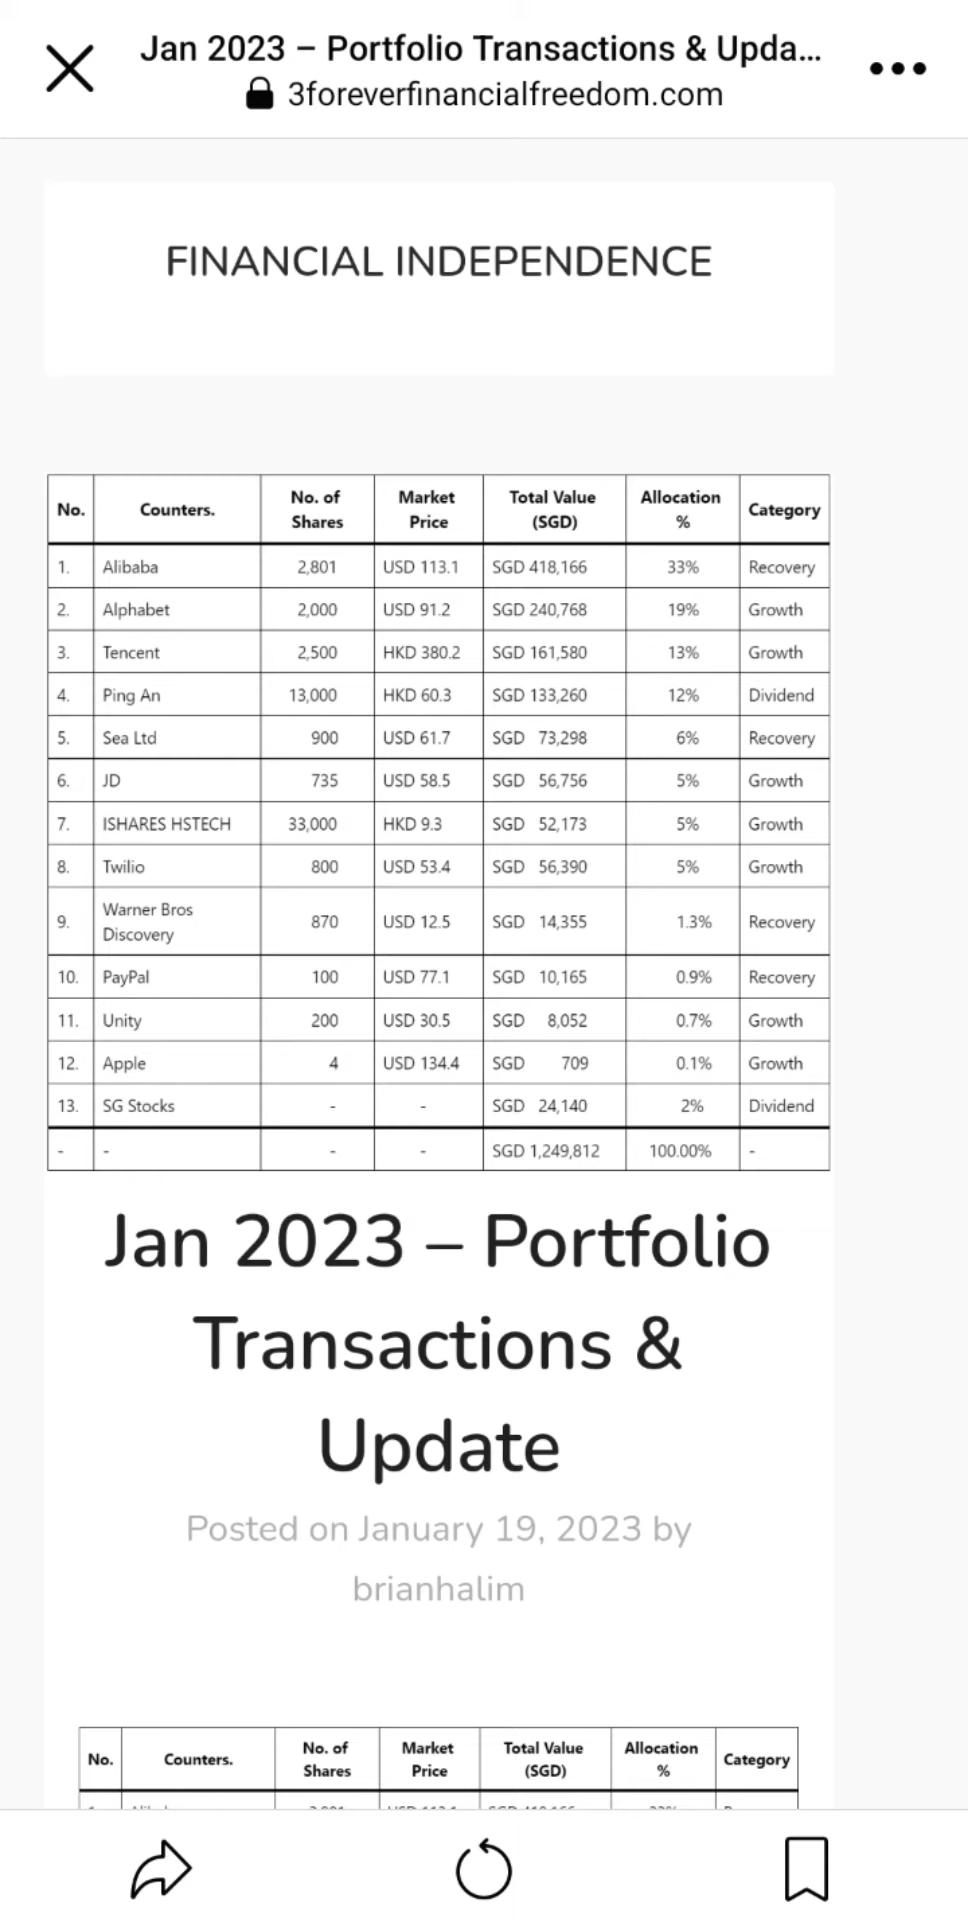 Jan 2023 – Portfolio Transactions & Upda...
3foreverfinancialfreedom.com
FINANCIAL INDEPENDENCE
No. Counters. No. of Shares Market Price Total Value (SGD) Allocation % Category
1. Alibaba 2,801 USD 113.1 SGD 418,166 33% Recovery
2. Alphabet 2,000 USD 91.2 SGD 240,768 19% Growth
3. Tencent 2,500 HKD 380.2 SGD 161,580 13% Growth
4. Ping An 13,000 HKD 60.3 SGD 133,260 12% Dividend
5. Sea Ltd 900 USD 61.7 SGD 73,298 6% Recovery
6. JD 735 USD 58.5 SGD 56,756 5% Growth
7. ISHARES HSTECH 33,000 HKD 9.3 SGD 52,173 5% Growth
8. Twilio 800 USD 53.4 SGD 56,390 5% Growth
9. Warner Bros Discovery 870 USD 12.5 SGD 14,355 1.3% Recovery
10. PayPal 100 USD 77.1 SGD 10,165 0.9% Recovery
11. Unity 200 USD 30.5 SGD 8,052 0.7% Growth
12. Apple 4 USD 134.4 SGD 709 0.1% Growth
13. SG Stocks - - SGD 24,140 2% Dividend
- - - - SGD 1,249,812 100.00% -
Jan 2023 – Portfolio
Transactions &
Update
Posted on January 19, 2023 by
brianhalim
No. Counters. No. of Shares Market Price Total Value (SGD) Allocation % Category